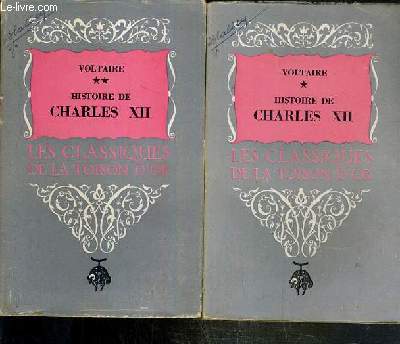 Le-livre.com
VOLTAIRE
★★
HISTOIRE DE
CHARLES XII
LES CLASSIQUES
DE LA TOISON D'OR
VOLTAIRE
★
HISTOIRE DE
CHARLES XII
LES CLASSIQUES
DE LA TOISON D'OR